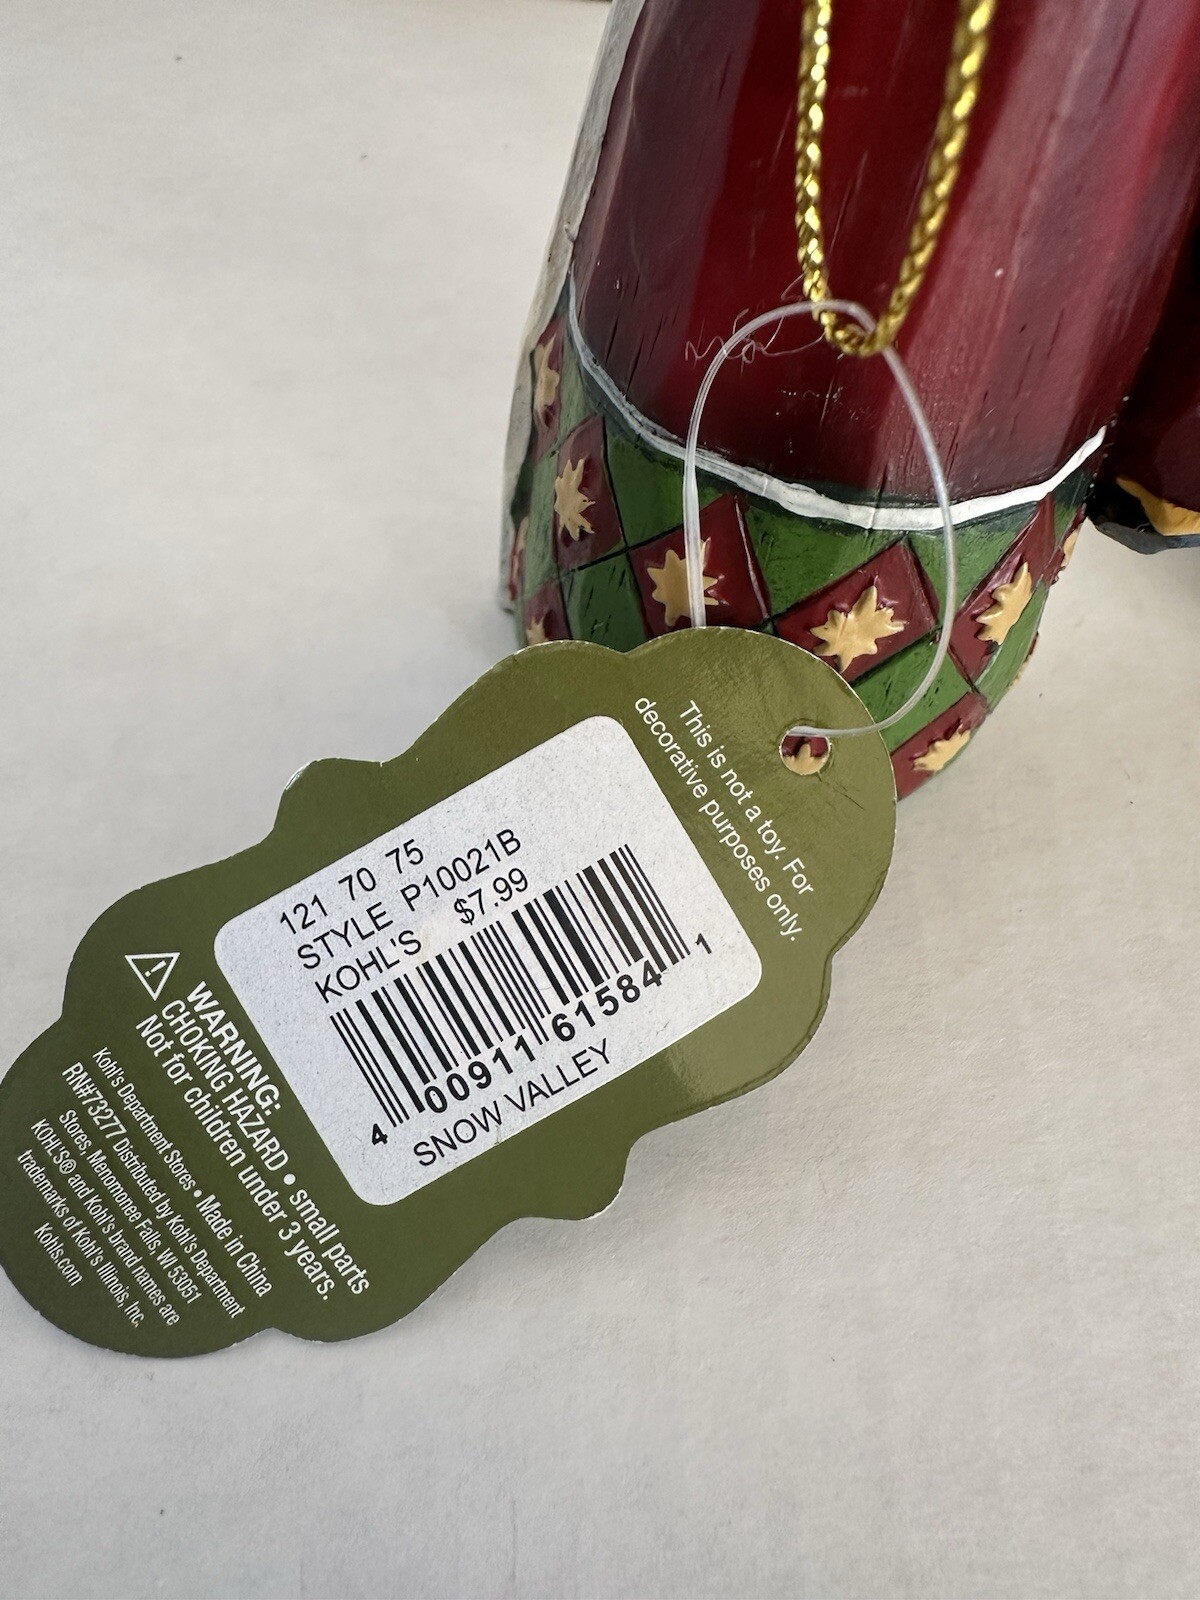 This is not a toy. For
decorative purposes only.
121 70 75
STYLE P10021B
KOHL'S $7.99
4 00911 61584 1
SNOW VALLEY
WARNING:
CHOKING HAZARD • small parts
Not for children under 3 years.
Kohl's Department Stores • Made in China
RN#73277 Distributed by Kohl's Department
Stores, Menomonee Falls, WI 53051
KOHL'S® and Kohl's brand names are
trademarks of Kohl's Illinois, Inc.
Kohls.com